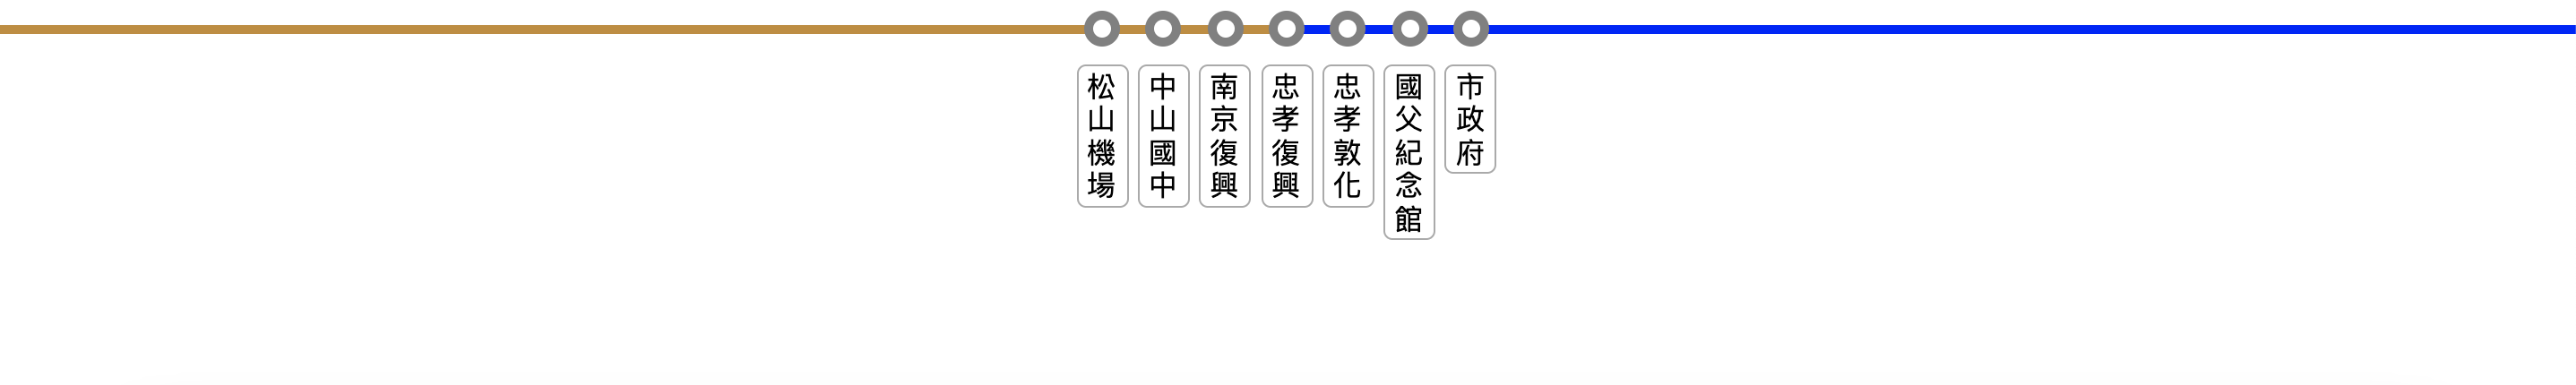 松山機場
中山國中
南京復興
忠孝復興
忠孝敦化
國父紀念館
市政府